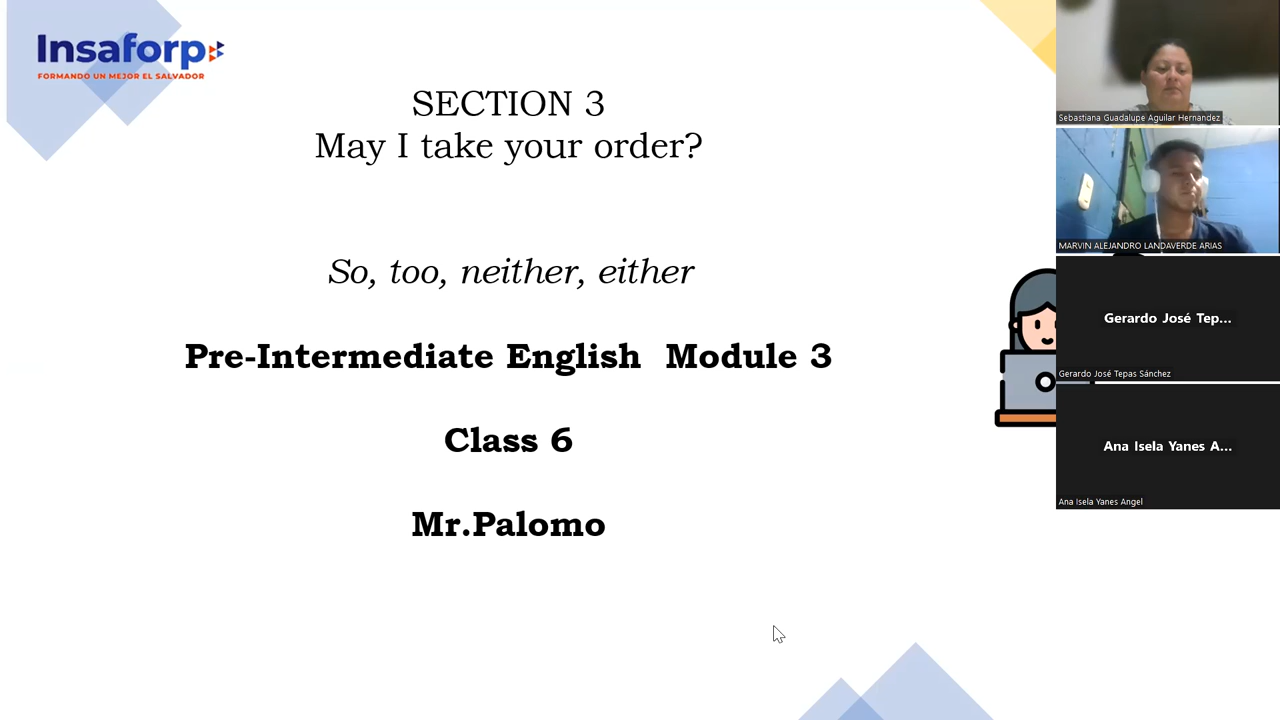 Insaforp
FORMANDO UN MEJOR EL SALVADOR
SECTION 3
May I take your order?
So, too, neither, either
Pre-Intermediate English Module 3
Class 6
Mr.Palomo
Sebastiana Guadalupe Aguilar Hernandez
MARVIN ALEJANDRO LANDAVERDE ARIAS
Gerardo José Tep...
Gerardo José Tepas Sánchez
Ana Isela Yanes A...
Ana Isela Yanes Angel